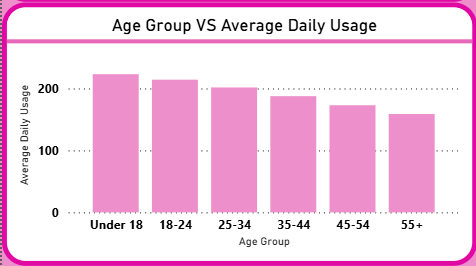 Age Group VS Average Daily Usage
Average Daily Usage
200
100
0
Under 18 18-24 25-34 35-44 45-54 55+
Age Group